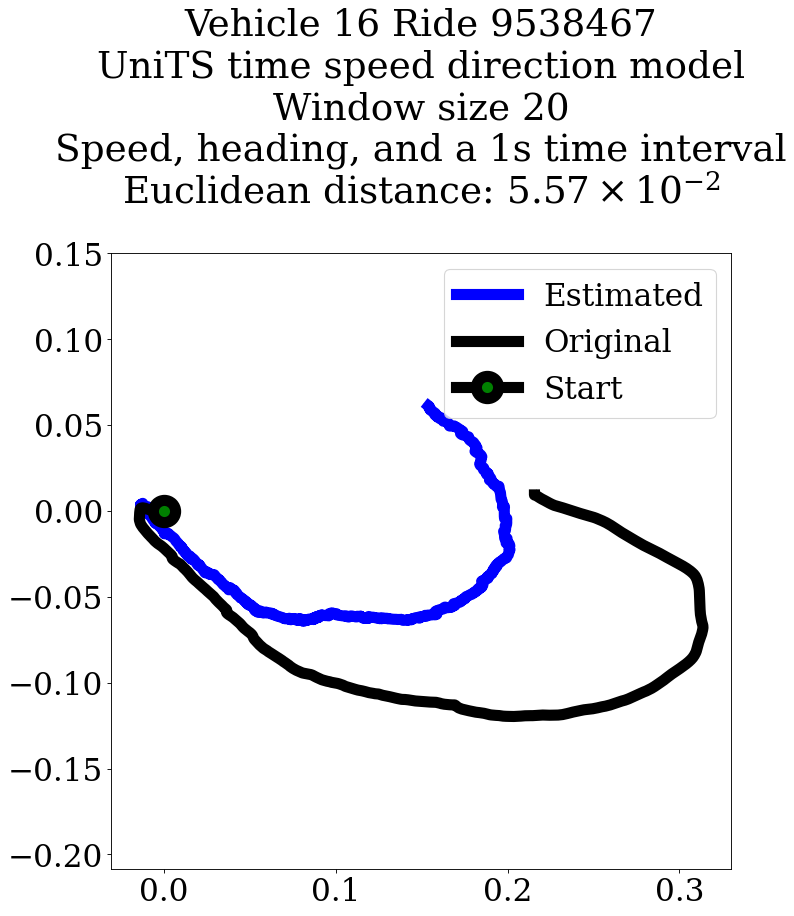 Vehicle 16 Ride 9538467
UniTS time speed direction model
Window size 20
Speed, heading, and a 1s time interval
Euclidean distance: 5.57 × 10⁻²
0.15
Estimated
0.10
Original
Start
0.05
0.00
−0.05
−0.10
−0.15
−0.20
0.0 0.1 0.2 0.3